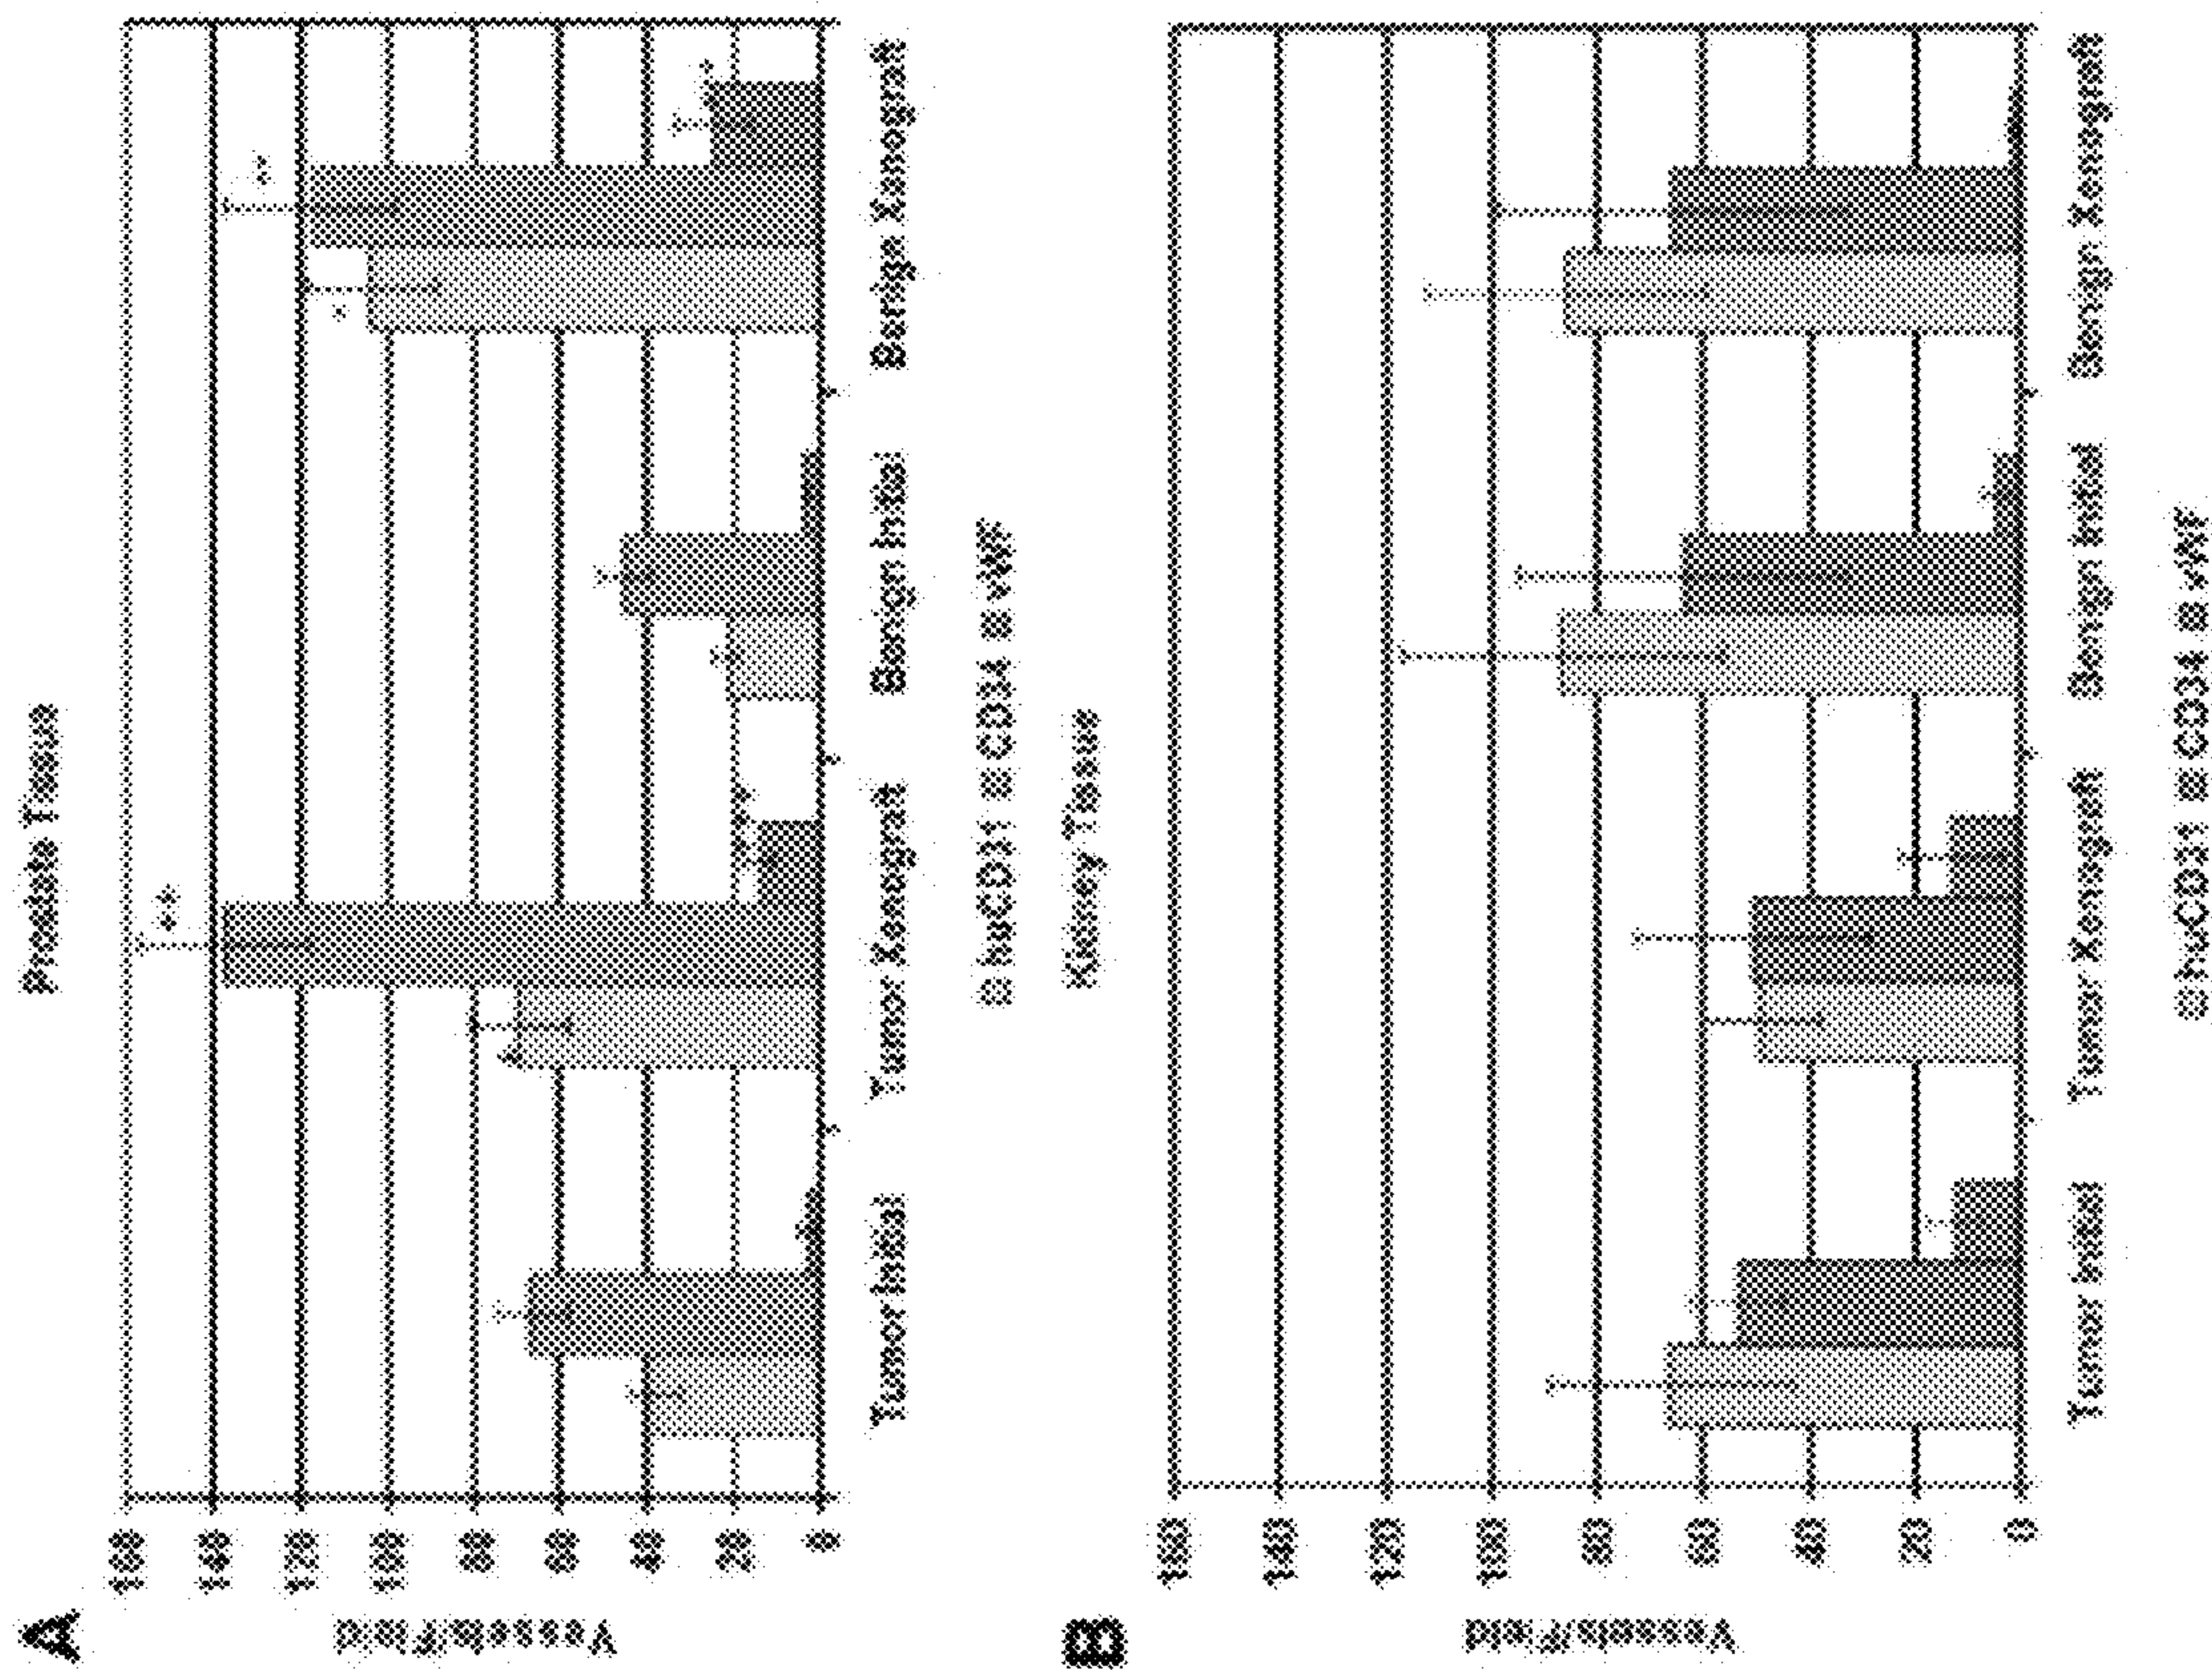 A
Prostate Tissue
Vessels/Field
160
140
120
100
80
60
40
20
0
**
*
**
Tumor Initial Tumor Xenograft Benign Initial Benign Xenograft
huCD31 CD34 vWF
B
Kidney Tissue
Vessels/Field
160
140
120
100
80
60
40
20
0
Tumor Initial Tumor Xenograft Benign Initial Benign Xenograft
huCD31 CD34 vWF